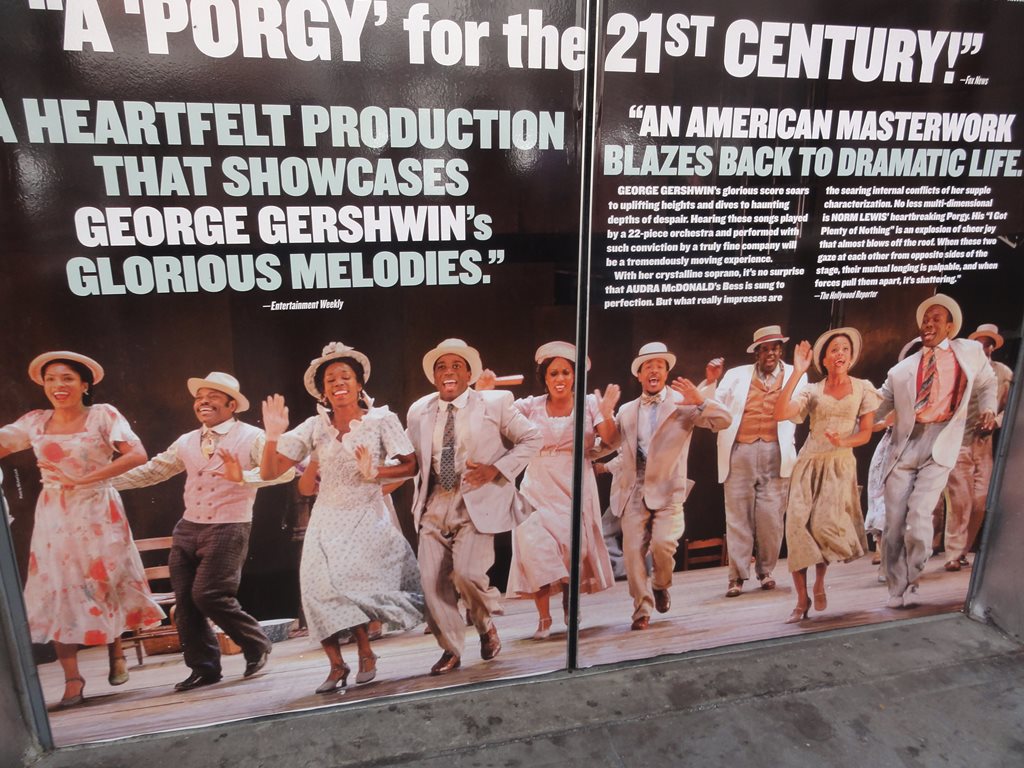 "A 'PORGY' for the 21ST CENTURY!"
—Fox News
A HEARTFELT PRODUCTION
THAT SHOWCASES
GEORGE GERSHWIN's
GLORIOUS MELODIES."
—Entertainment Weekly
"AN AMERICAN MASTERWORK
BLAZES BACK TO DRAMATIC LIFE.
GEORGE GERSHWIN's glorious score soars
to uplifting heights and dives to haunting
depths of despair. Hearing these songs played
by a 22-piece orchestra and performed with
such conviction by a truly fine company will
be a tremendously moving experience.
With her crystalline soprano, it's no surprise
that AUDRA McDONALD's Bess is sung to
perfection. But what really impresses are
the searing internal conflicts of her supple
characterization. No less multi-dimensional
is NORM LEWIS' heartbreaking Porgy. His "I Got
Plenty of Nothing" is an explosion of sheer joy
that almost blows off the roof. When these two
gaze at each other from opposite sides of the
stage, their mutual longing is palpable, and when
forces pull them apart, it's shattering."
—The Hollywood Reporter